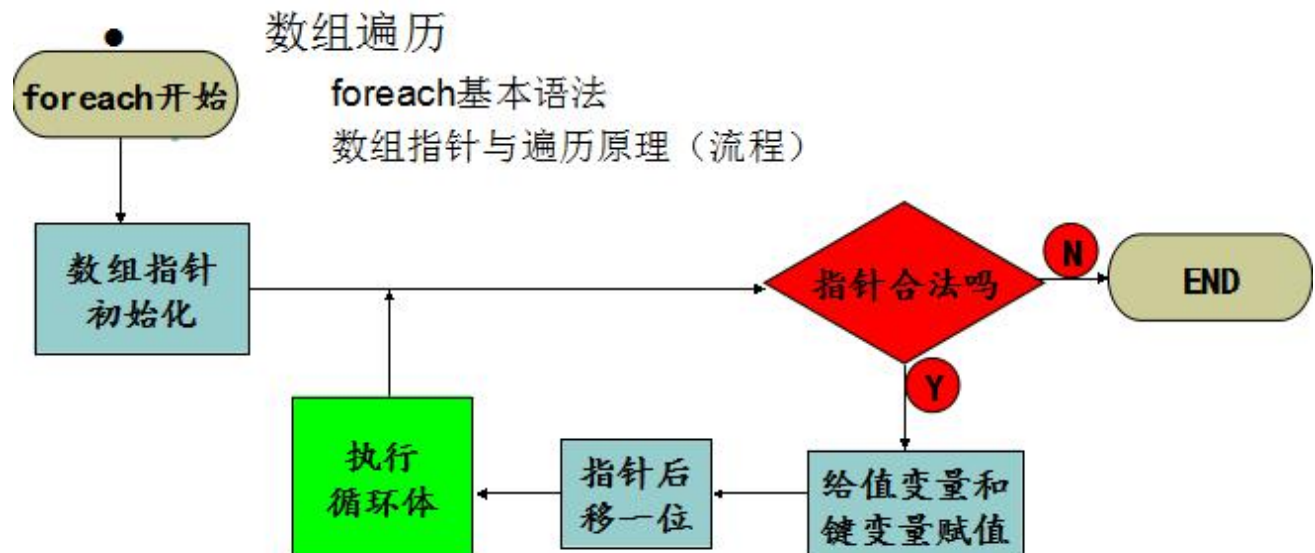 数组遍历
foreach基本语法
数组指针与遍历原理（流程）
foreach开始
数组指针
初始化
指针合法吗
N
END
Y
给值变量和
键变量赋值
指针后
移一位
执行
循环体